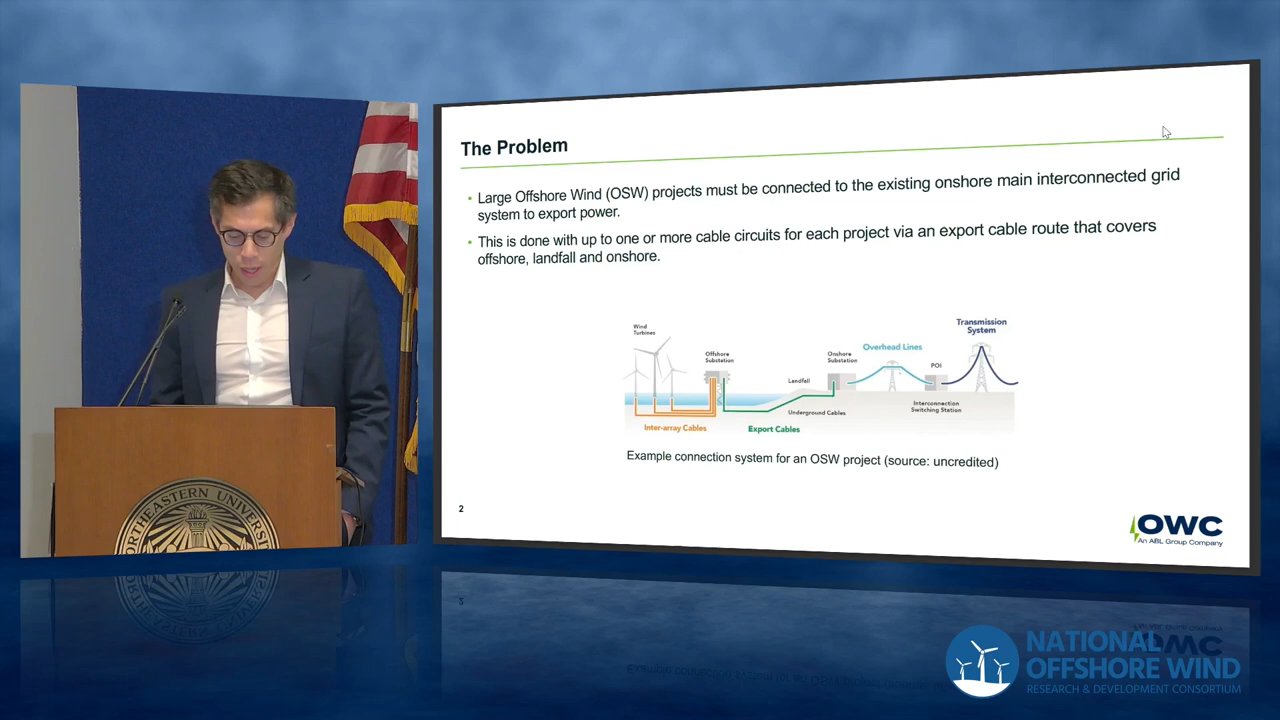 The Problem
• Large Offshore Wind (OSW) projects must be connected to the existing onshore main interconnected grid
system to export power.
• This is done with up to one or more cable circuits for each project via an export cable route that covers
offshore, landfall and onshore.
Wind
Turbines
Offshore
Substation
Landfall
Underground Cables
Inter-array Cables
Export Cables
Onshore
Substation
Overhead Lines
POI
Interconnection
Switching Station
Transmission
System
Example connection system for an OSW project (source: uncredited)
2
OWC
An ABL Group Company
NORTHEASTERN UNIVERSITY
NATIONAL
OFFSHORE WIND
RESEARCH & DEVELOPMENT CONSORTIUM